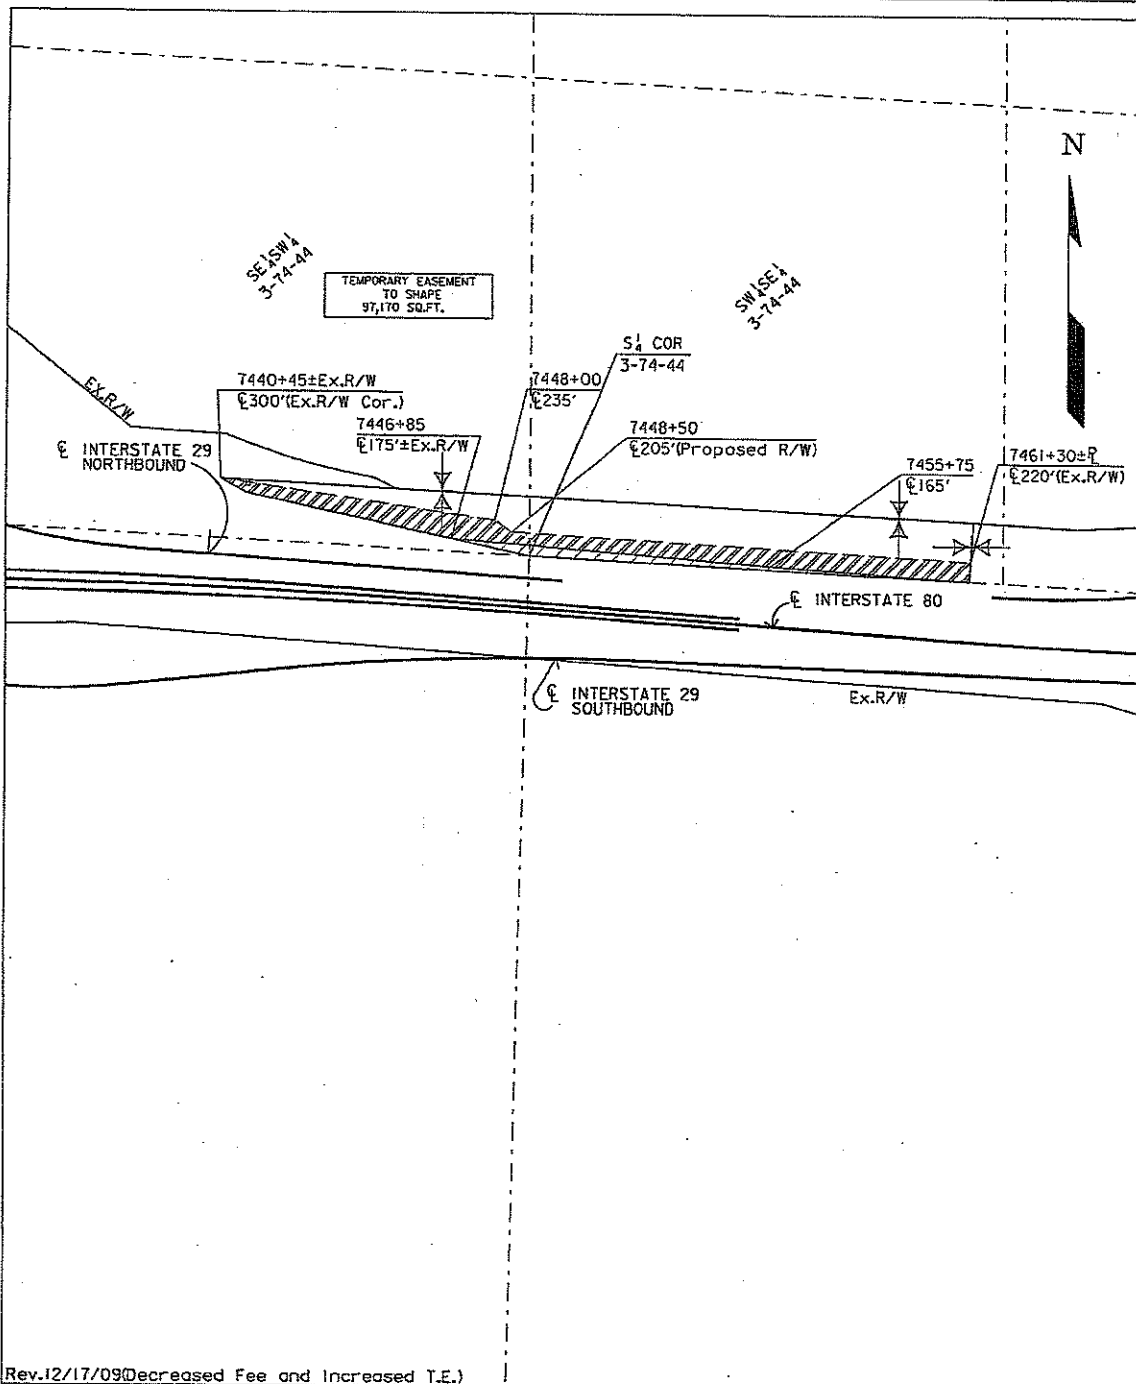 N
SE¼SW¼
3-74-44
TEMPORARY EASEMENT
TO SHAPE
97,170 SQ.FT.
SW¼SE¼
3-74-44
S¼ COR
3-74-44
EX.R/W
7440+45±Ex.R/W
℄300'(Ex.R/W Cor.)
7448+00
℄235'
7446+85
℄175'±Ex.R/W
7448+50
℄205'(Proposed R/W)
7455+75
℄165'
7461+30±P̲L
℄220'(Ex.R/W)
℄ INTERSTATE 29
NORTHBOUND
℄ INTERSTATE 80
℄ INTERSTATE 29
SOUTHBOUND
Ex.R/W
Rev.12/17/09(Decreased Fee and Increased T.E.)